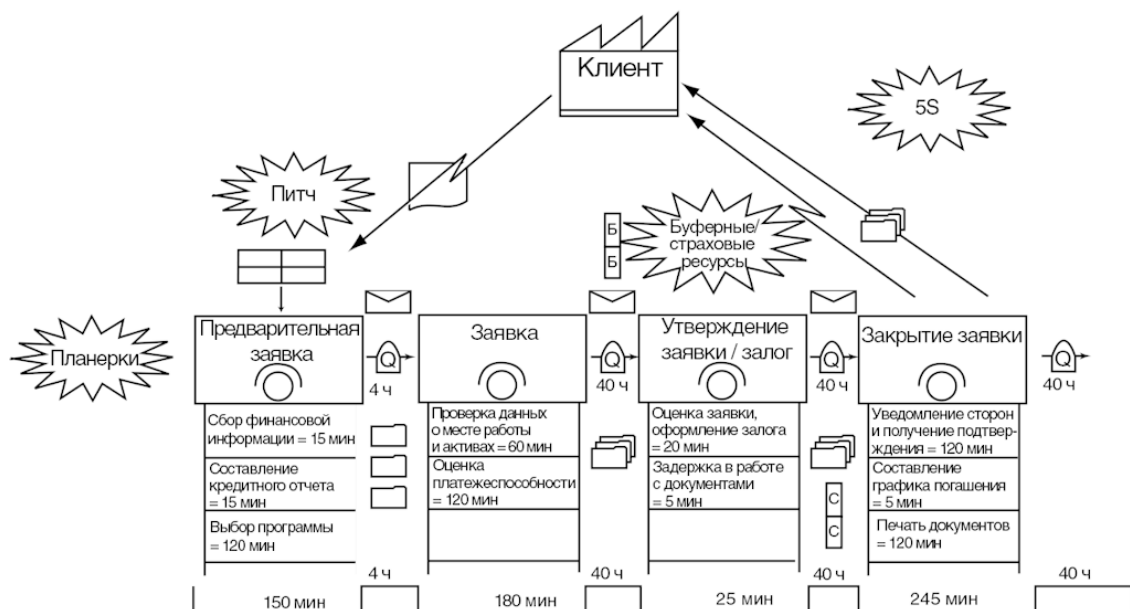 Клиент
5S
Питч
Б
Б
Буферные/
страховые
ресурсы
Планерки
Предварительная
заявка
Q
4 ч
Заявка
Q
40 ч
Утверждение
заявки / залог
Q
40 ч
Закрытие заявки
Q
40 ч
Сбор финансовой
информации = 15 мин
Составление
кредитного отчета
= 15 мин
Выбор программы
= 120 мин
Проверка данных
о месте работы
и активах = 60 мин
Оценка
платежеспособности
= 120 мин
Оценка заявки,
оформление залога
= 20 мин
Задержка в работе
с документами
= 5 мин
С
С
Уведомление сторон
и получение подтвер-
ждения = 120 мин
Составление
графика погашения
= 5 мин
Печать документов
= 120 мин
4 ч
40 ч
40 ч
40 ч
150 мин
180 мин
25 мин
245 мин